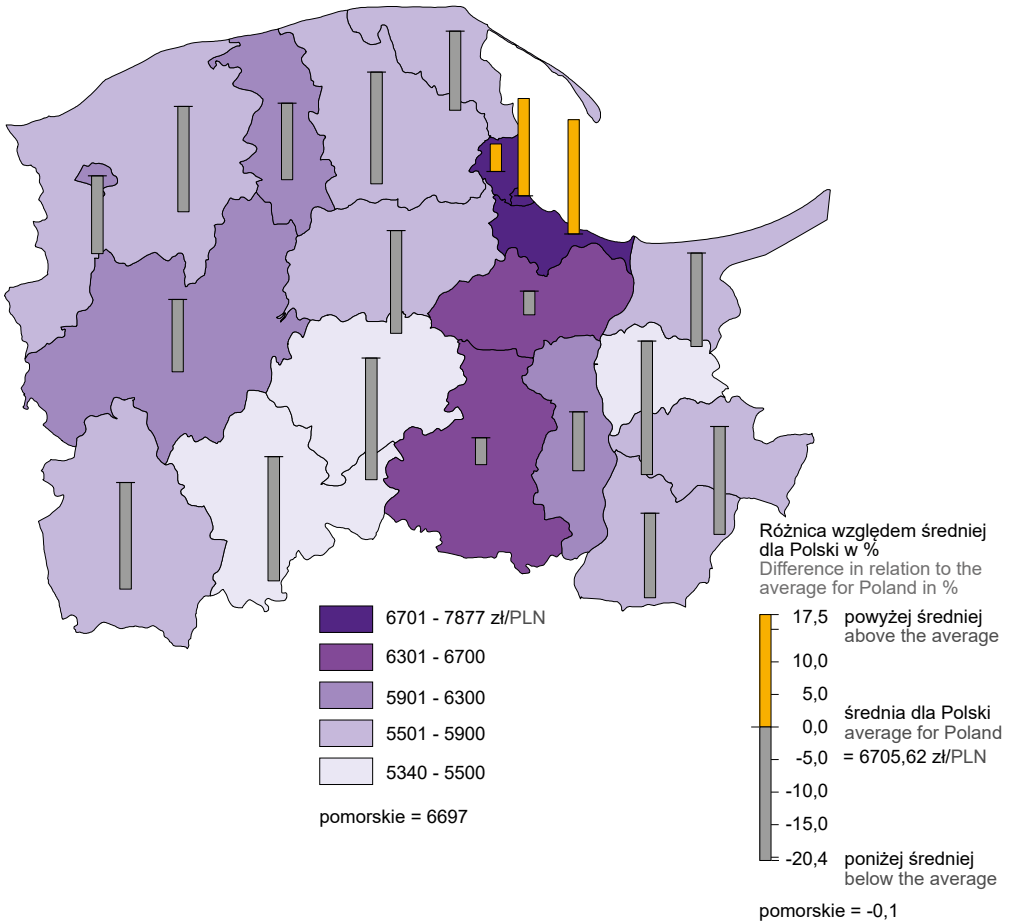 6701 - 7877 zł/PLN
6301 - 6700
5901 - 6300
5501 - 5900
5340 - 5500
pomorskie = 6697
Różnica względem średniej
dla Polski w %
Difference in relation to the
average for Poland in %
17,5 powyżej średniej
above the average
10,0
5,0
średnia dla Polski
0,0 average for Poland
-5,0 = 6705,62 zł/PLN
-10,0
-15,0
-20,4 poniżej średniej
below the average
pomorskie = -0,1